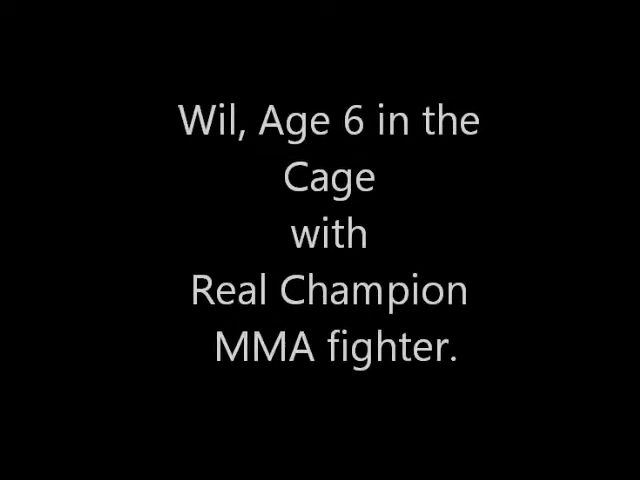 Wil, Age 6 in the
Cage
with
Real Champion
MMA fighter.